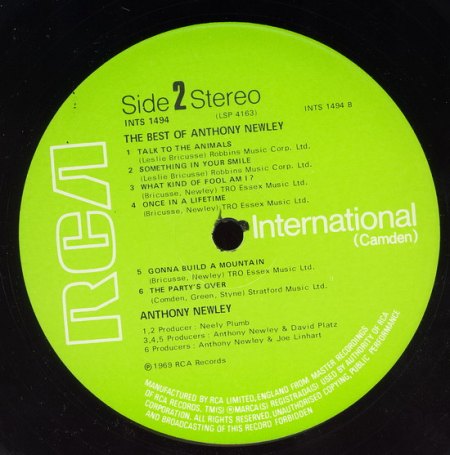 RCA
Side 2 Stereo
INTS 1494
(LSP 4163)
INTS 1494 B
THE BEST OF ANTHONY NEWLEY
1 TALK TO THE ANIMALS
(Leslie Bricusse) Robbins Music Corp. Ltd.
2 SOMETHING IN YOUR SMILE
(Leslie Bricusse) Robbins Music Corp. Ltd.
3 WHAT KIND OF FOOL AM I?
(Bricusse, Newley) TRO Essex Music Ltd.
4 ONCE IN A LIFETIME
(Bricusse, Newley) TRO Essex Music Ltd.
International
(Camden)
5 GONNA BUILD A MOUNTAIN
(Bricusse, Newley) TRO Essex Music Ltd.
6 THE PARTY'S OVER
(Comden, Green, Styne) Stratford Music Ltd.
ANTHONY NEWLEY
1,2 Producer : Neely Plumb
3,4,5 Producers : Anthony Newley & David Platz
6 Producers : Anthony Newley & Joe Linhart
Ⓟ1969 RCA Records
MANUFACTURED BY RCA LIMITED, ENGLAND FROM MASTER RECORDINGS
OF RCA RECORDS. TM(S) ® MARCA(S) REGISTRADA(S) USED BY AUTHORITY OF RCA
CORPORATION. ALL RIGHTS RESERVED. UNAUTHORISED COPYING, PUBLIC PERFORMANCE
AND BROADCASTING OF THIS RECORD FORBIDDEN